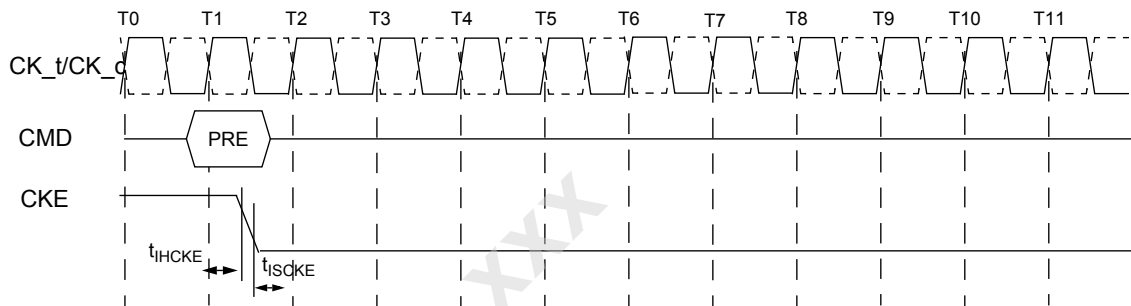 T0 T1 T2 T3 T4 T5 T6 T7 T8 T9 T10 T11
CK_t/CK_c
CMD PRE
CKE
tIHCKE
tISCKE
XXX